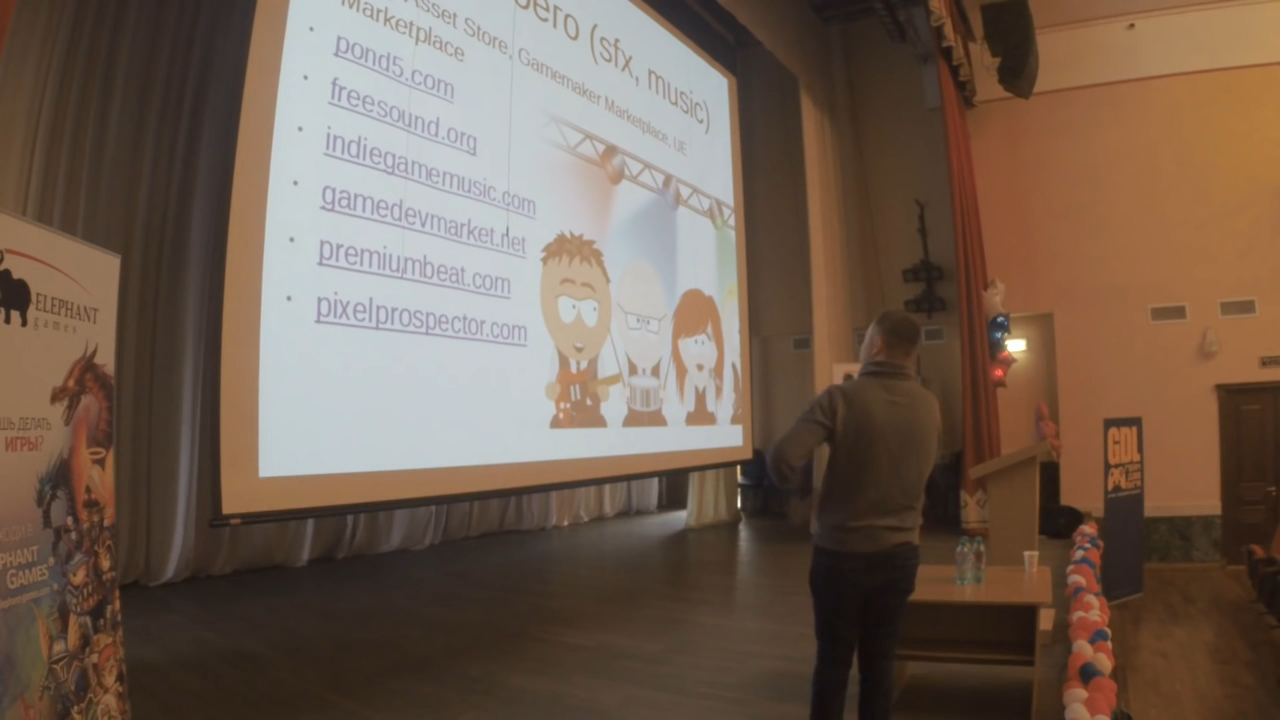 (sfx, music)
Asset Store, Gamemaker Marketplace, UE
Marketplace
pond5.com
freesound.org
indiegamemusic.com
gamedevmarket.net
premiumbeat.com
pixelprospector.com
ELEPHANT
games
ДЕЛАТЬ
ИГРЫ?
GAMES
GDL